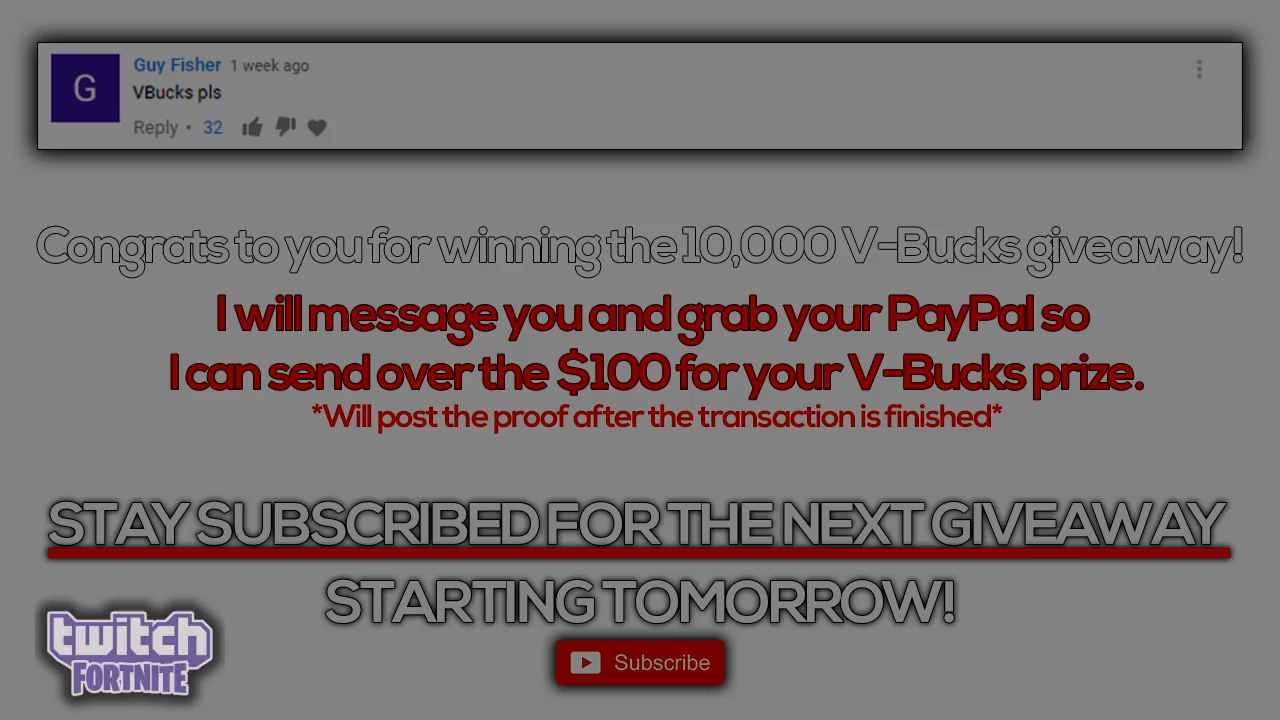 G
Guy Fisher 1 week ago
VBucks pls
Reply • 32
Congrats to you for winning the 10,000 V-Bucks giveaway!
I will message you and grab your PayPal so
I can send over the $100 for your V-Bucks prize.
*Will post the proof after the transaction is finished*
STAY SUBSCRIBED FOR THE NEXT GIVEAWAY
STARTING TOMORROW!
twitch
FORTNITE
Subscribe